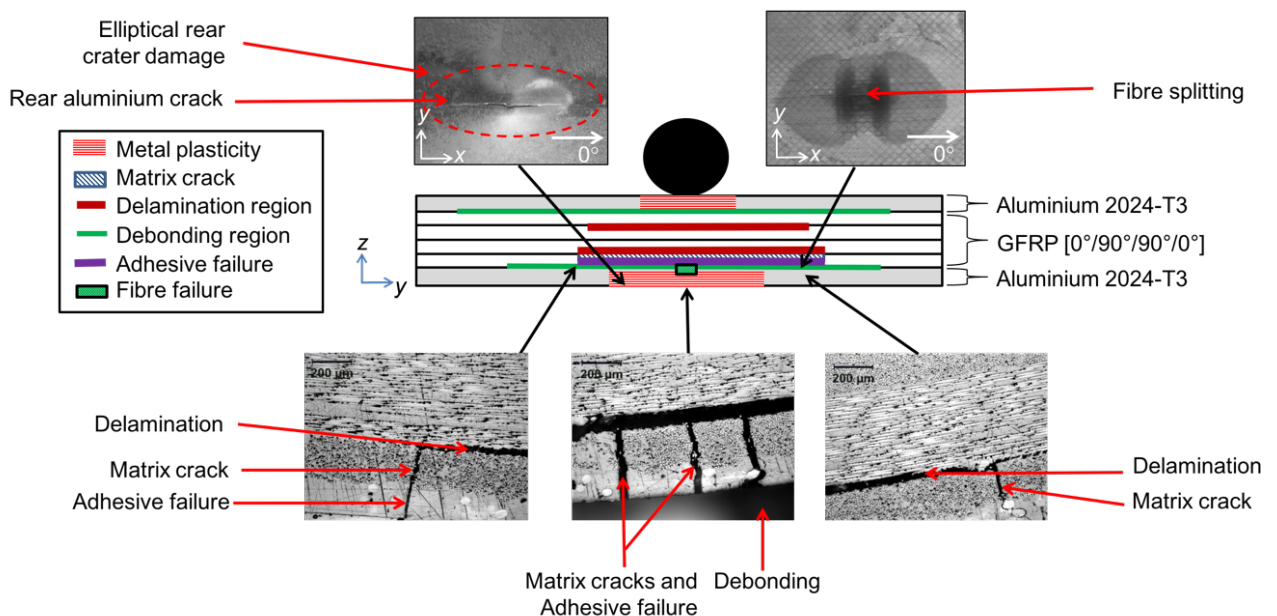 Elliptical rear
crater damage
Rear aluminium crack
Fibre splitting
y
x
0°
y
x
0°
Metal plasticity
Matrix crack
Delamination region
Debonding region
Adhesive failure
Fibre failure
z
y
Aluminium 2024-T3
GFRP [0°/90°/90°/0°]
Aluminium 2024-T3
200 µm
200 µm
200 µm
Delamination
Matrix crack
Adhesive failure
Delamination
Matrix crack
Matrix cracks and
Adhesive failure
Debonding